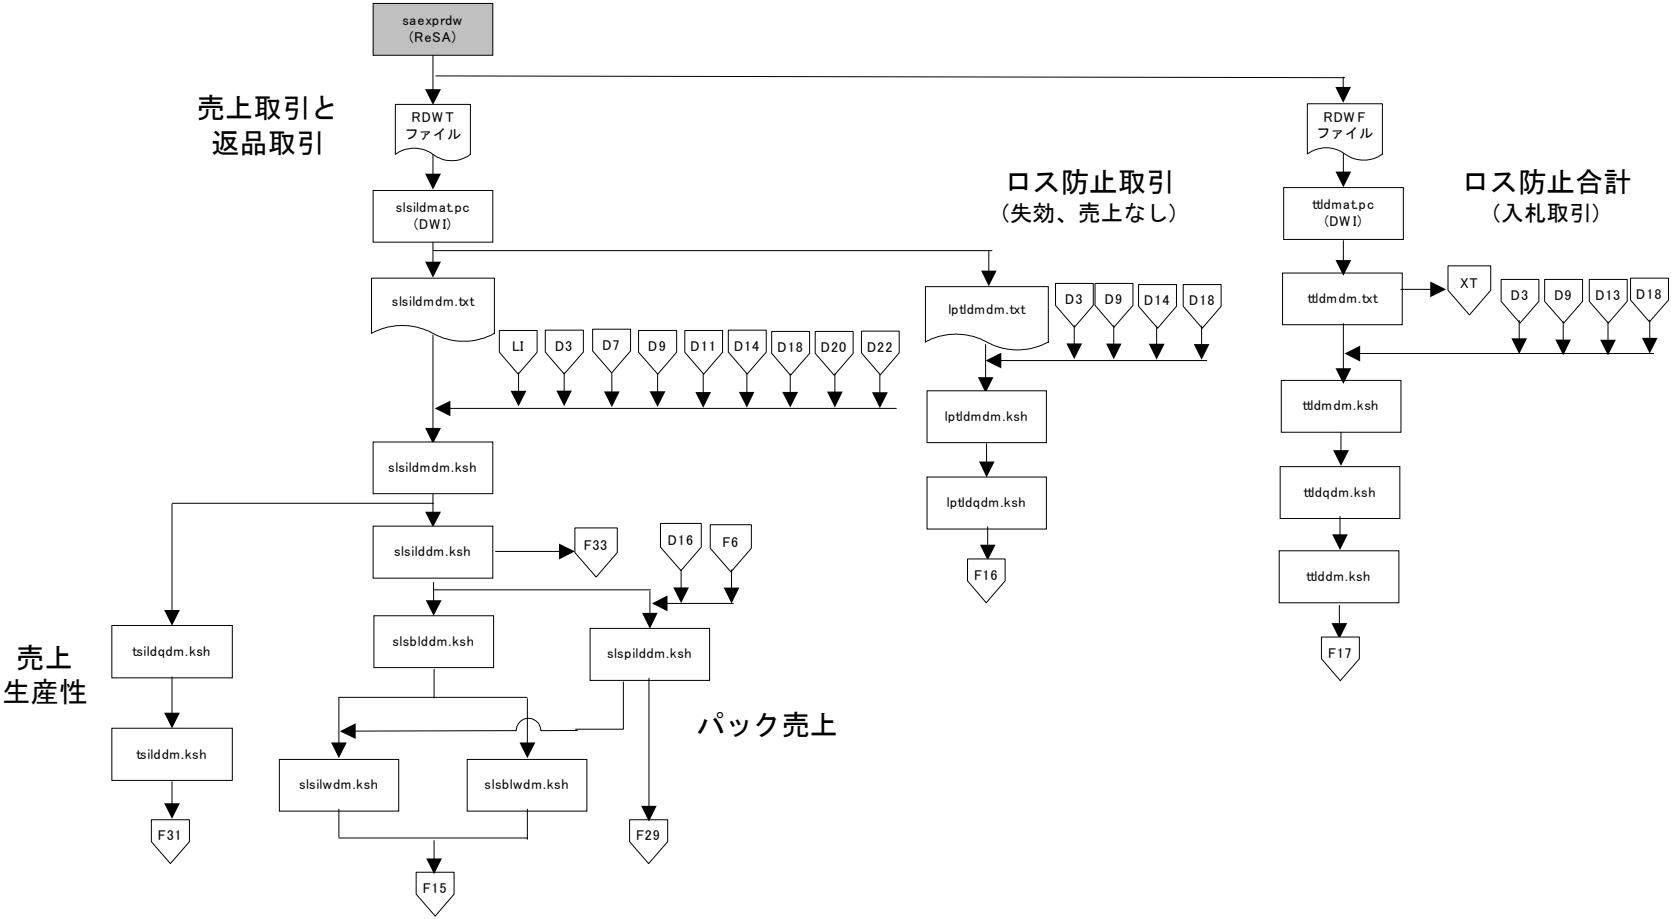 saexprdw
(ReSA)
売上取引と
返品取引
RDWT
ファイル
RDWF
ファイル
slsildmat.pc
(DWI)
ロス防止取引
(失効、売上なし)
ttldmat.pc
(DWI)
ロス防止合計
(入札取引)
slsildmdm.txt
lptldmdm.txt
D3
D9
D14
D18
ttldmdm.txt
XT
D3
D9
D13
D18
LI
D3
D7
D9
D11
D14
D18
D20
D22
lptldmdm.ksh
ttldmdm.ksh
slsildmdm.ksh
lptldqdm.ksh
ttldqdm.ksh
slsilddm.ksh
F33
D16
F6
F16
ttlddm.ksh
売上
生産性
tsildqdm.ksh
slsblddm.ksh
slspilddm.ksh
F17
tsilddm.ksh
パック売上
slsilwdm.ksh
slsblwdm.ksh
F31
F29
F15